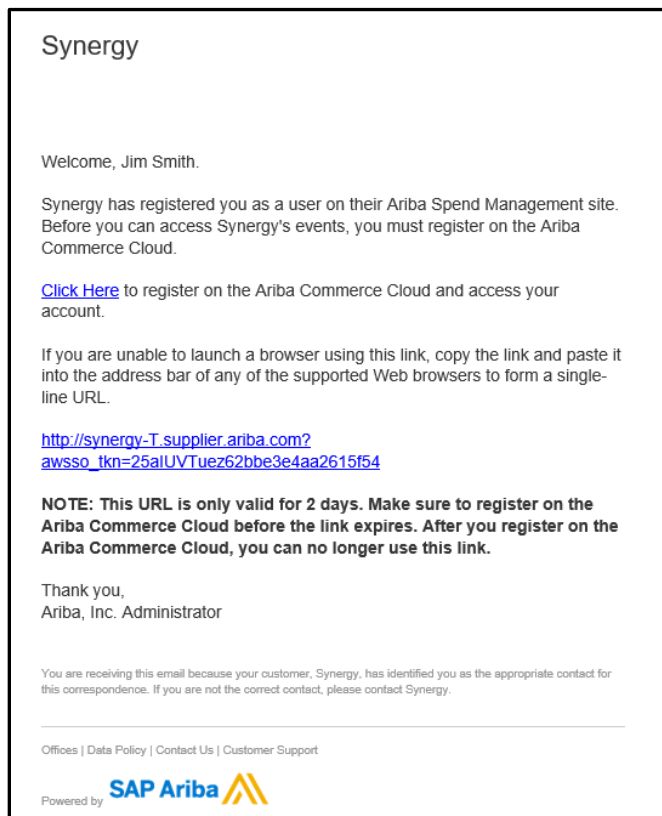 Synergy
Welcome, Jim Smith.
Synergy has registered you as a user on their Ariba Spend Management site.
Before you can access Synergy's events, you must register on the Ariba
Commerce Cloud.
Click Here to register on the Ariba Commerce Cloud and access your
account.
If you are unable to launch a browser using this link, copy the link and paste it
into the address bar of any of the supported Web browsers to form a single-
line URL.
http://synergy-T.supplier.ariba.com?
awsso_tkn=25aIUVTuez62bbe3e4aa2615f54
NOTE: This URL is only valid for 2 days. Make sure to register on the
Ariba Commerce Cloud before the link expires. After you register on the
Ariba Commerce Cloud, you can no longer use this link.
Thank you,
Ariba, Inc. Administrator
You are receiving this email because your customer, Synergy, has identified you as the appropriate contact for
this correspondence. If you are not the correct contact, please contact Synergy.
Offices | Data Policy | Contact Us | Customer Support
Powered by SAP Ariba